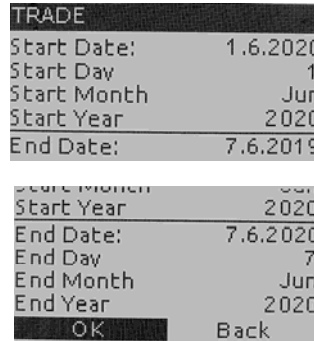 TRADE
Start Date: 1.6.2020
Start Day 1
Start Month Jun
Start Year 2020
End Date: 7.6.2019
Start Year 2020
End Date: 7.6.2020
End Day 7
End Month Jun
End Year 2020
OK Back